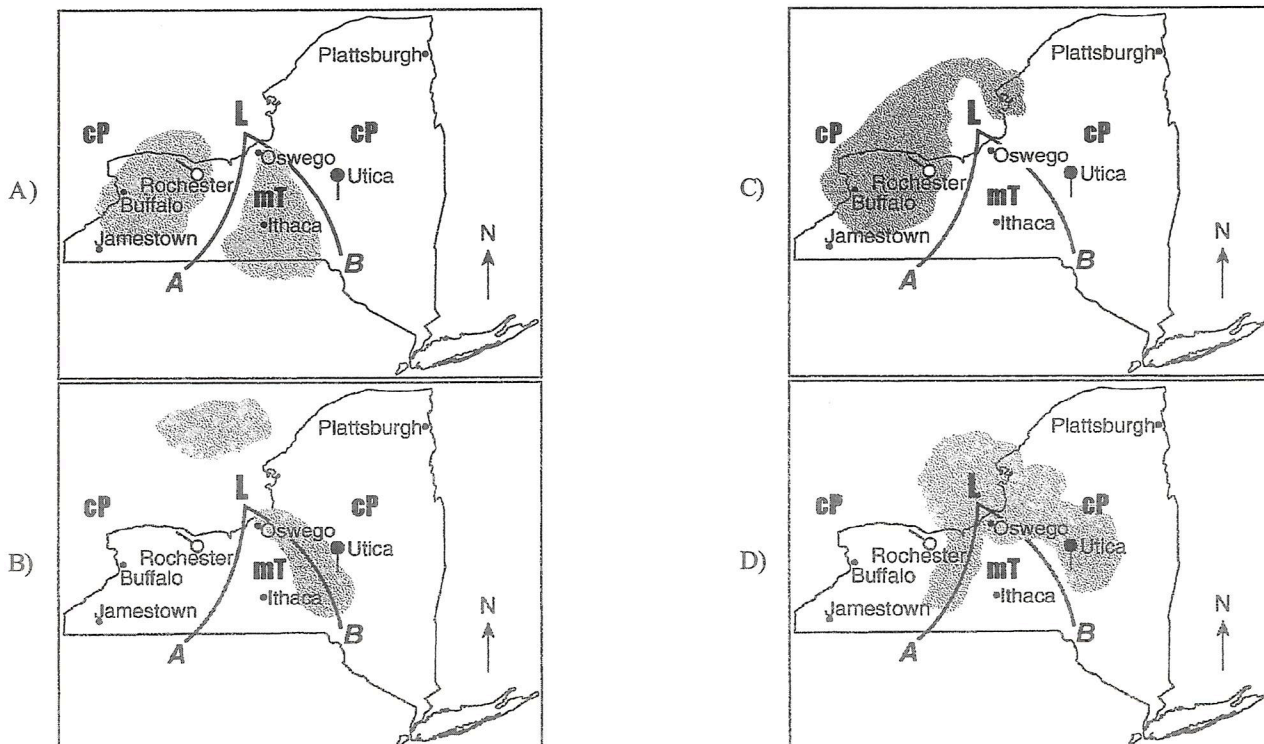 A)
Plattsburgh
L
cP
cP
Oswego
Utica
Rochester
mT
Buffalo
Ithaca
Jamestown
N
A
B
B)
Plattsburgh
L
cP
cP
Oswego
Utica
Rochester
mT
Buffalo
Ithaca
Jamestown
N
A
B
C)
Plattsburgh
L
cP
cP
Oswego
Utica
Rochester
mT
Buffalo
Ithaca
Jamestown
N
A
B
D)
Plattsburgh
L
cP
cP
Oswego
Utica
Rochester
mT
Buffalo
Ithaca
Jamestown
N
A
B